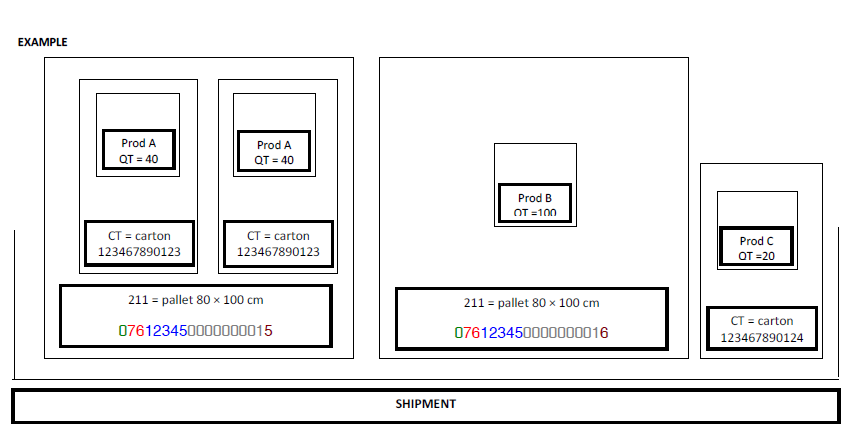 EXAMPLE
Prod A
QT = 40
CT = carton
123467890123
Prod A
QT = 40
CT = carton
123467890123
211 = pallet 80 × 100 cm
076123450000000015
Prod B
QT =100
211 = pallet 80 × 100 cm
076123450000000016
Prod C
QT =20
CT = carton
123467890124
SHIPMENT